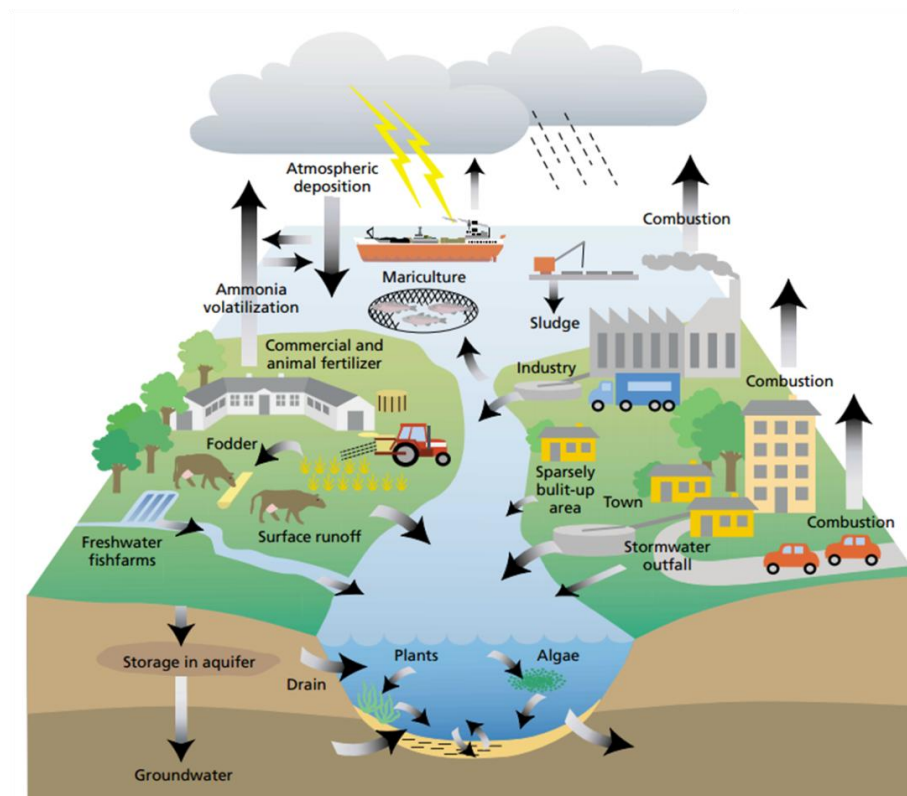 Atmospheric
deposition
Combustion
Ammonia
volatilization
Mariculture
Sludge
Commercial and
animal fertilizer
Industry
Combustion
Fodder
Sparsely
bulit-up
area
Town
Combustion
Freshwater
fishfarms
Surface runoff
Stormwater
outfall
Storage in aquifer
Plants
Algae
Drain
Groundwater